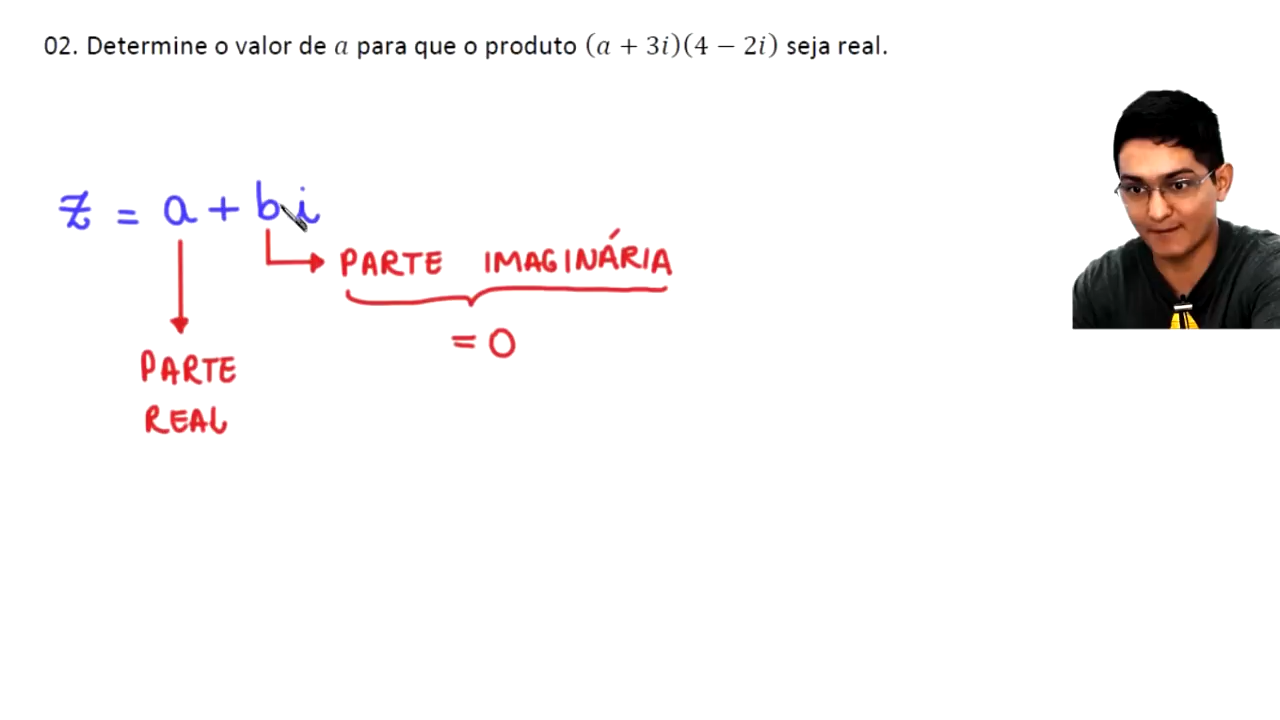 02. Determine o valor de a para que o produto (a + 3i)(4 − 2i) seja real.
z = a + bi
PARTE IMAGINÁRIA
= 0
PARTE
REAL